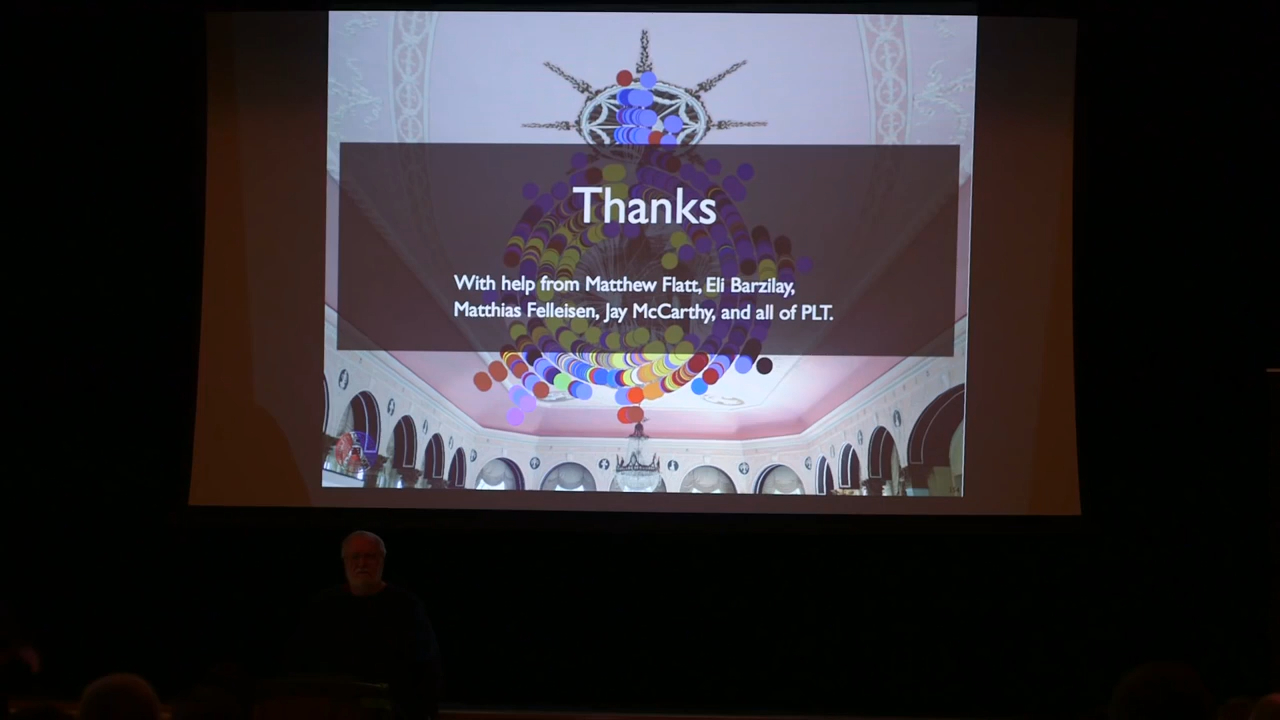 Thanks
With help from Matthew Flatt, Eli Barzilay,
Matthias Felleisen, Jay McCarthy, and all of PLT.